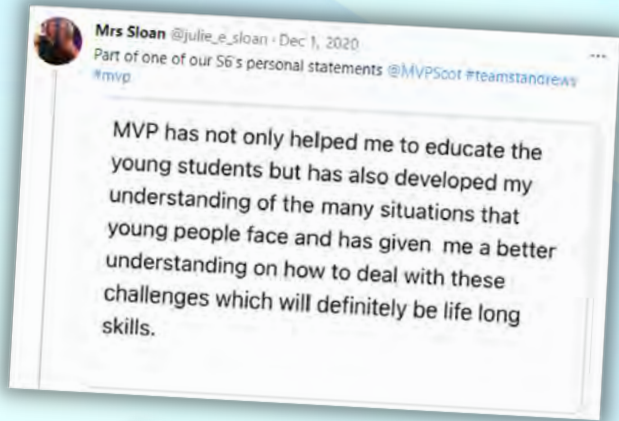 Mrs Sloan @julie_e_sloan · Dec 1, 2020
Part of one of our S6's personal statements @MVPScot #teamstandrews
#mvp
MVP has not only helped me to educate the
young students but has also developed my
understanding of the many situations that
young people face and has given me a better
understanding on how to deal with these
challenges which will definitely be life long
skills.